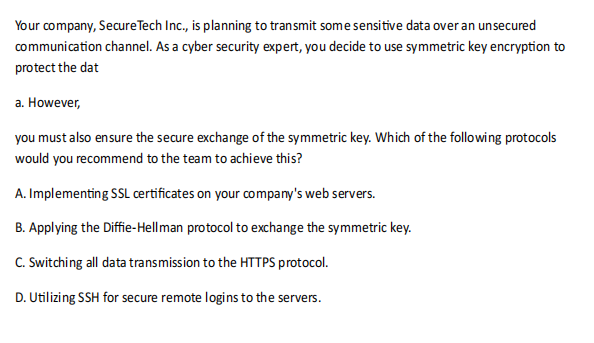 Your company, SecureTech Inc., is planning to transmit some sensitive data over an unsecured
communication channel. As a cyber security expert, you decide to use symmetric key encryption to
protect the dat
a. However,
you must also ensure the secure exchange of the symmetric key. Which of the following protocols
would you recommend to the team to achieve this?
A. Implementing SSL certificates on your company's web servers.
B. Applying the Diffie-Hellman protocol to exchange the symmetric key.
C. Switching all data transmission to the HTTPS protocol.
D. Utilizing SSH for secure remote logins to the servers.